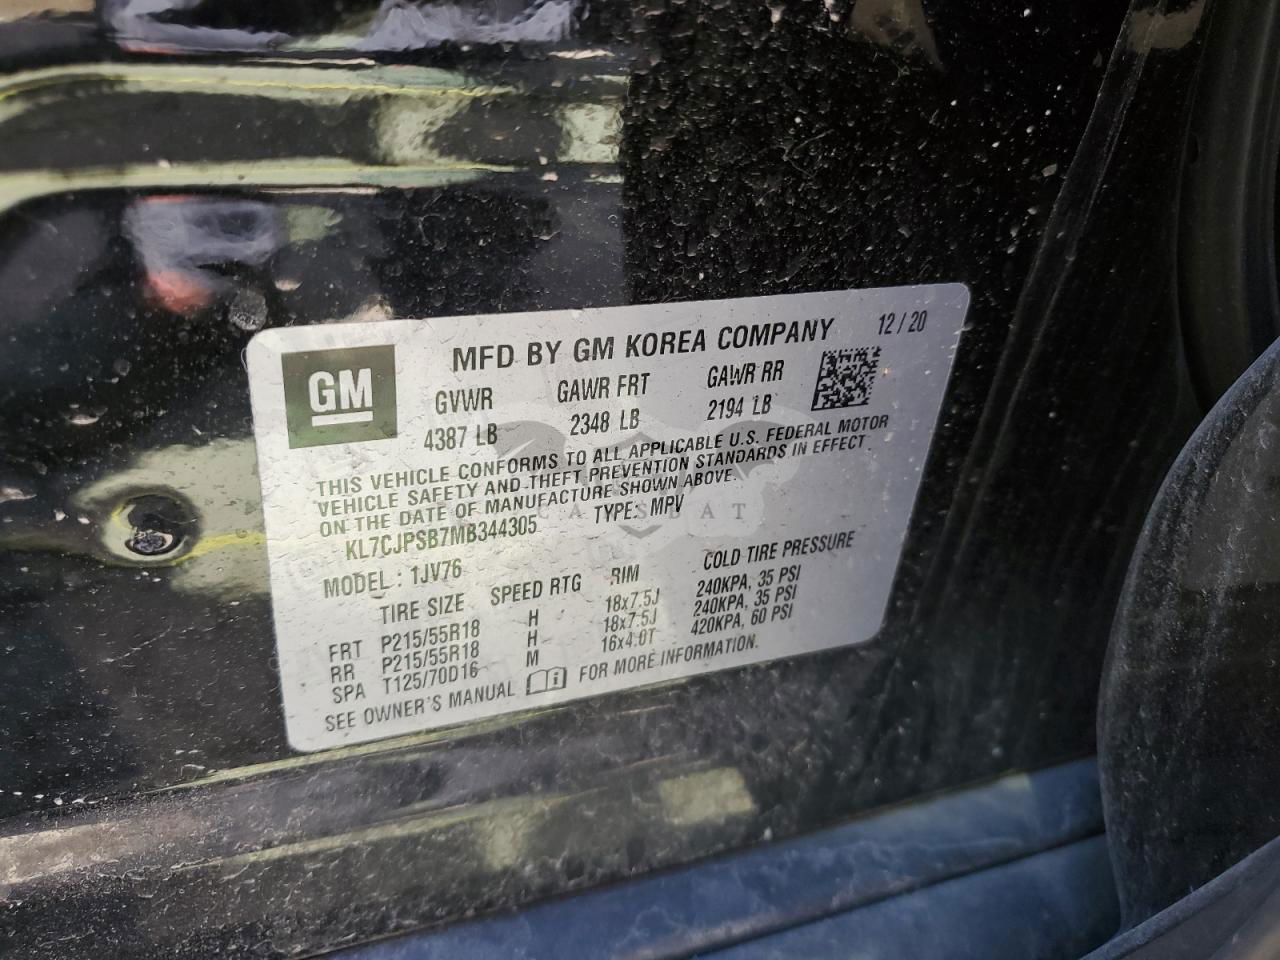 MFD BY GM KOREA COMPANY 12/20
GM
GVWR GAWR FRT GAWR RR
4387 LB 2348 LB 2194 LB
THIS VEHICLE CONFORMS TO ALL APPLICABLE U.S. FEDERAL MOTOR
VEHICLE SAFETY AND THEFT PREVENTION STANDARDS IN EFFECT
ON THE DATE OF MANUFACTURE SHOWN ABOVE.
KL7CJPSB7MB344305 TYPE: MPV
MODEL : 1JV76
TIRE SIZE SPEED RTG RIM COLD TIRE PRESSURE
FRT P215/55R18 H 18x7.5J 240KPA, 35 PSI
RR P215/55R18 H 18x7.5J 240KPA, 35 PSI
SPA T125/70D16 M 16x4.0T 420KPA, 60 PSI
SEE OWNER'S MANUAL FOR MORE INFORMATION.